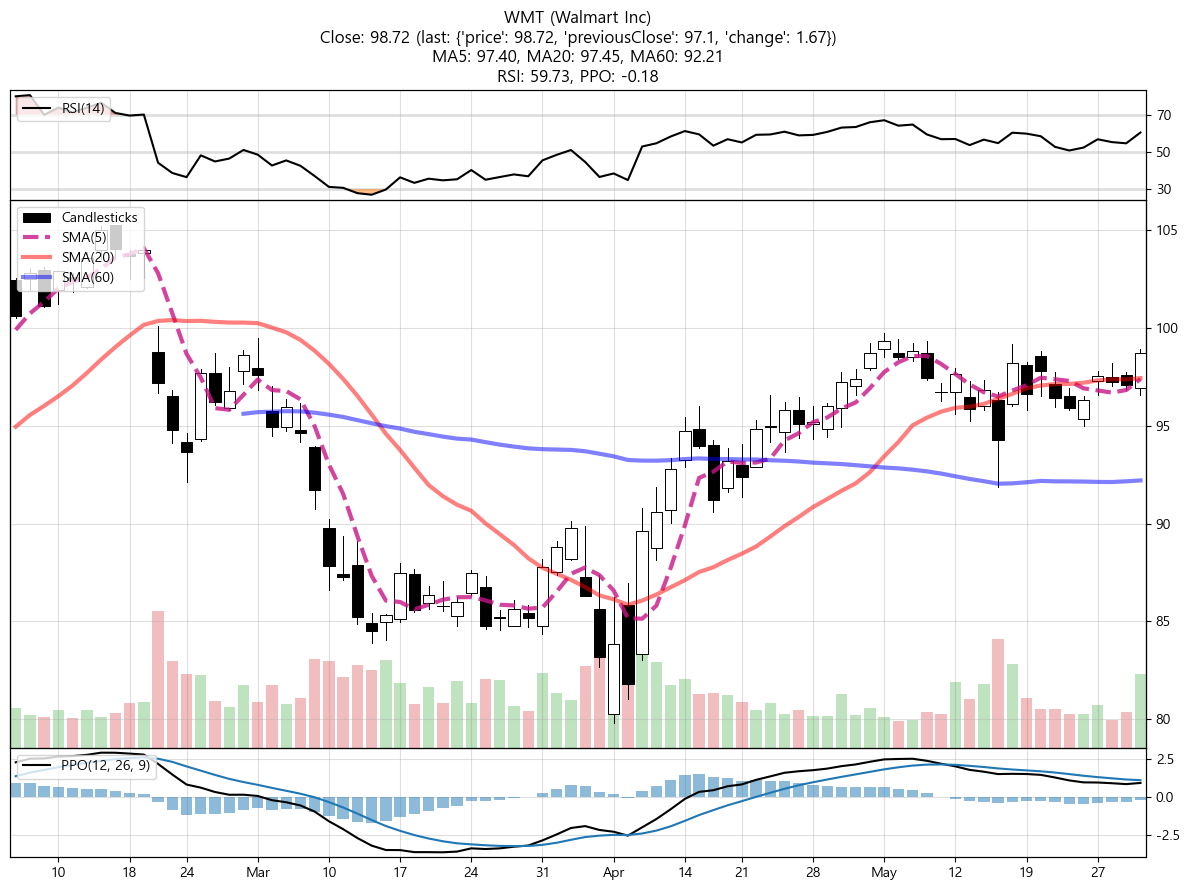 WMT (Walmart Inc)
Close: 98.72 (last: {'price': 98.72, 'previousClose': 97.1, 'change': 1.67})
MA5: 97.40, MA20: 97.45, MA60: 92.21
RSI: 59.73, PPO: -0.18
RSI(14)
70
50
30
Candlesticks
SMA(5)
SMA(20)
SMA(60)
105
100
95
90
85
80
PPO(12, 26, 9)
2.5
0.0
-2.5
10 18 24 Mar 10 17 24 31 Apr 14 21 28 May 12 19 27